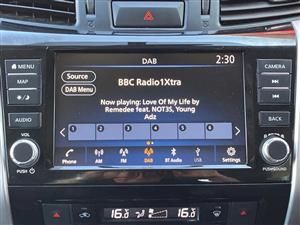 DAB
2:30
MENU
CAMERA
Source
BBC Radio1Xtra
MAP
DAB Menu
Now playing: Love Of My Life by
Remedee feat. NOT3S, Young
Adz
AUDIO
BACK
1 2 3 4 5 6
VOL
Phone AM FM DAB BT Audio USB Settings
PUSH
PUSH SOUND
16.0 16.0